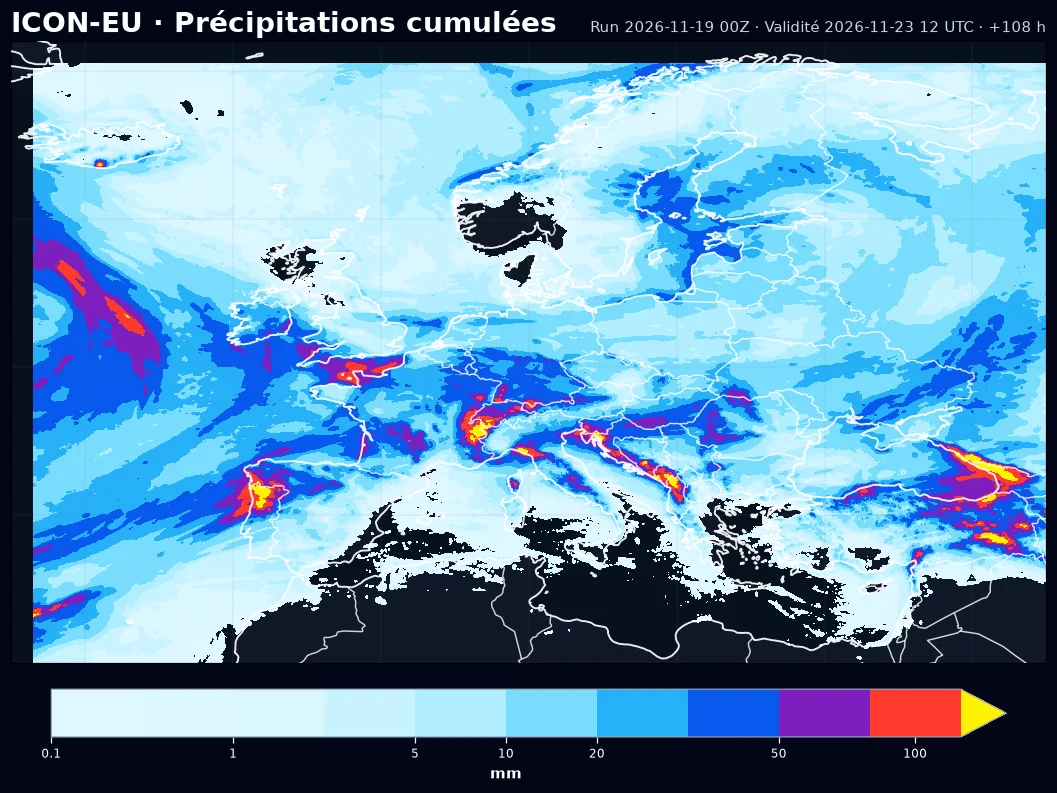 ICON-EU · Précipitations cumulées
Run 2026-11-19 00Z · Validité 2026-11-23 12 UTC · +108 h
0.1 1 5 10 20 50 100
mm